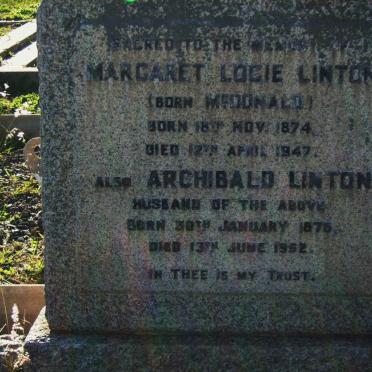 SACRED TO THE MEMORY OF
MARGARET LOGIE LINTON
(BORN McDONALD)
BORN 18TH NOV. 1874.
DIED 12TH APRIL 1947.
ALSO ARCHIBALD LINTON
HUSBAND OF THE ABOVE
BORN 30TH JANUARY 1875.
DIED 13TH JUNE 1952.
IN THEE IS MY TRUST.